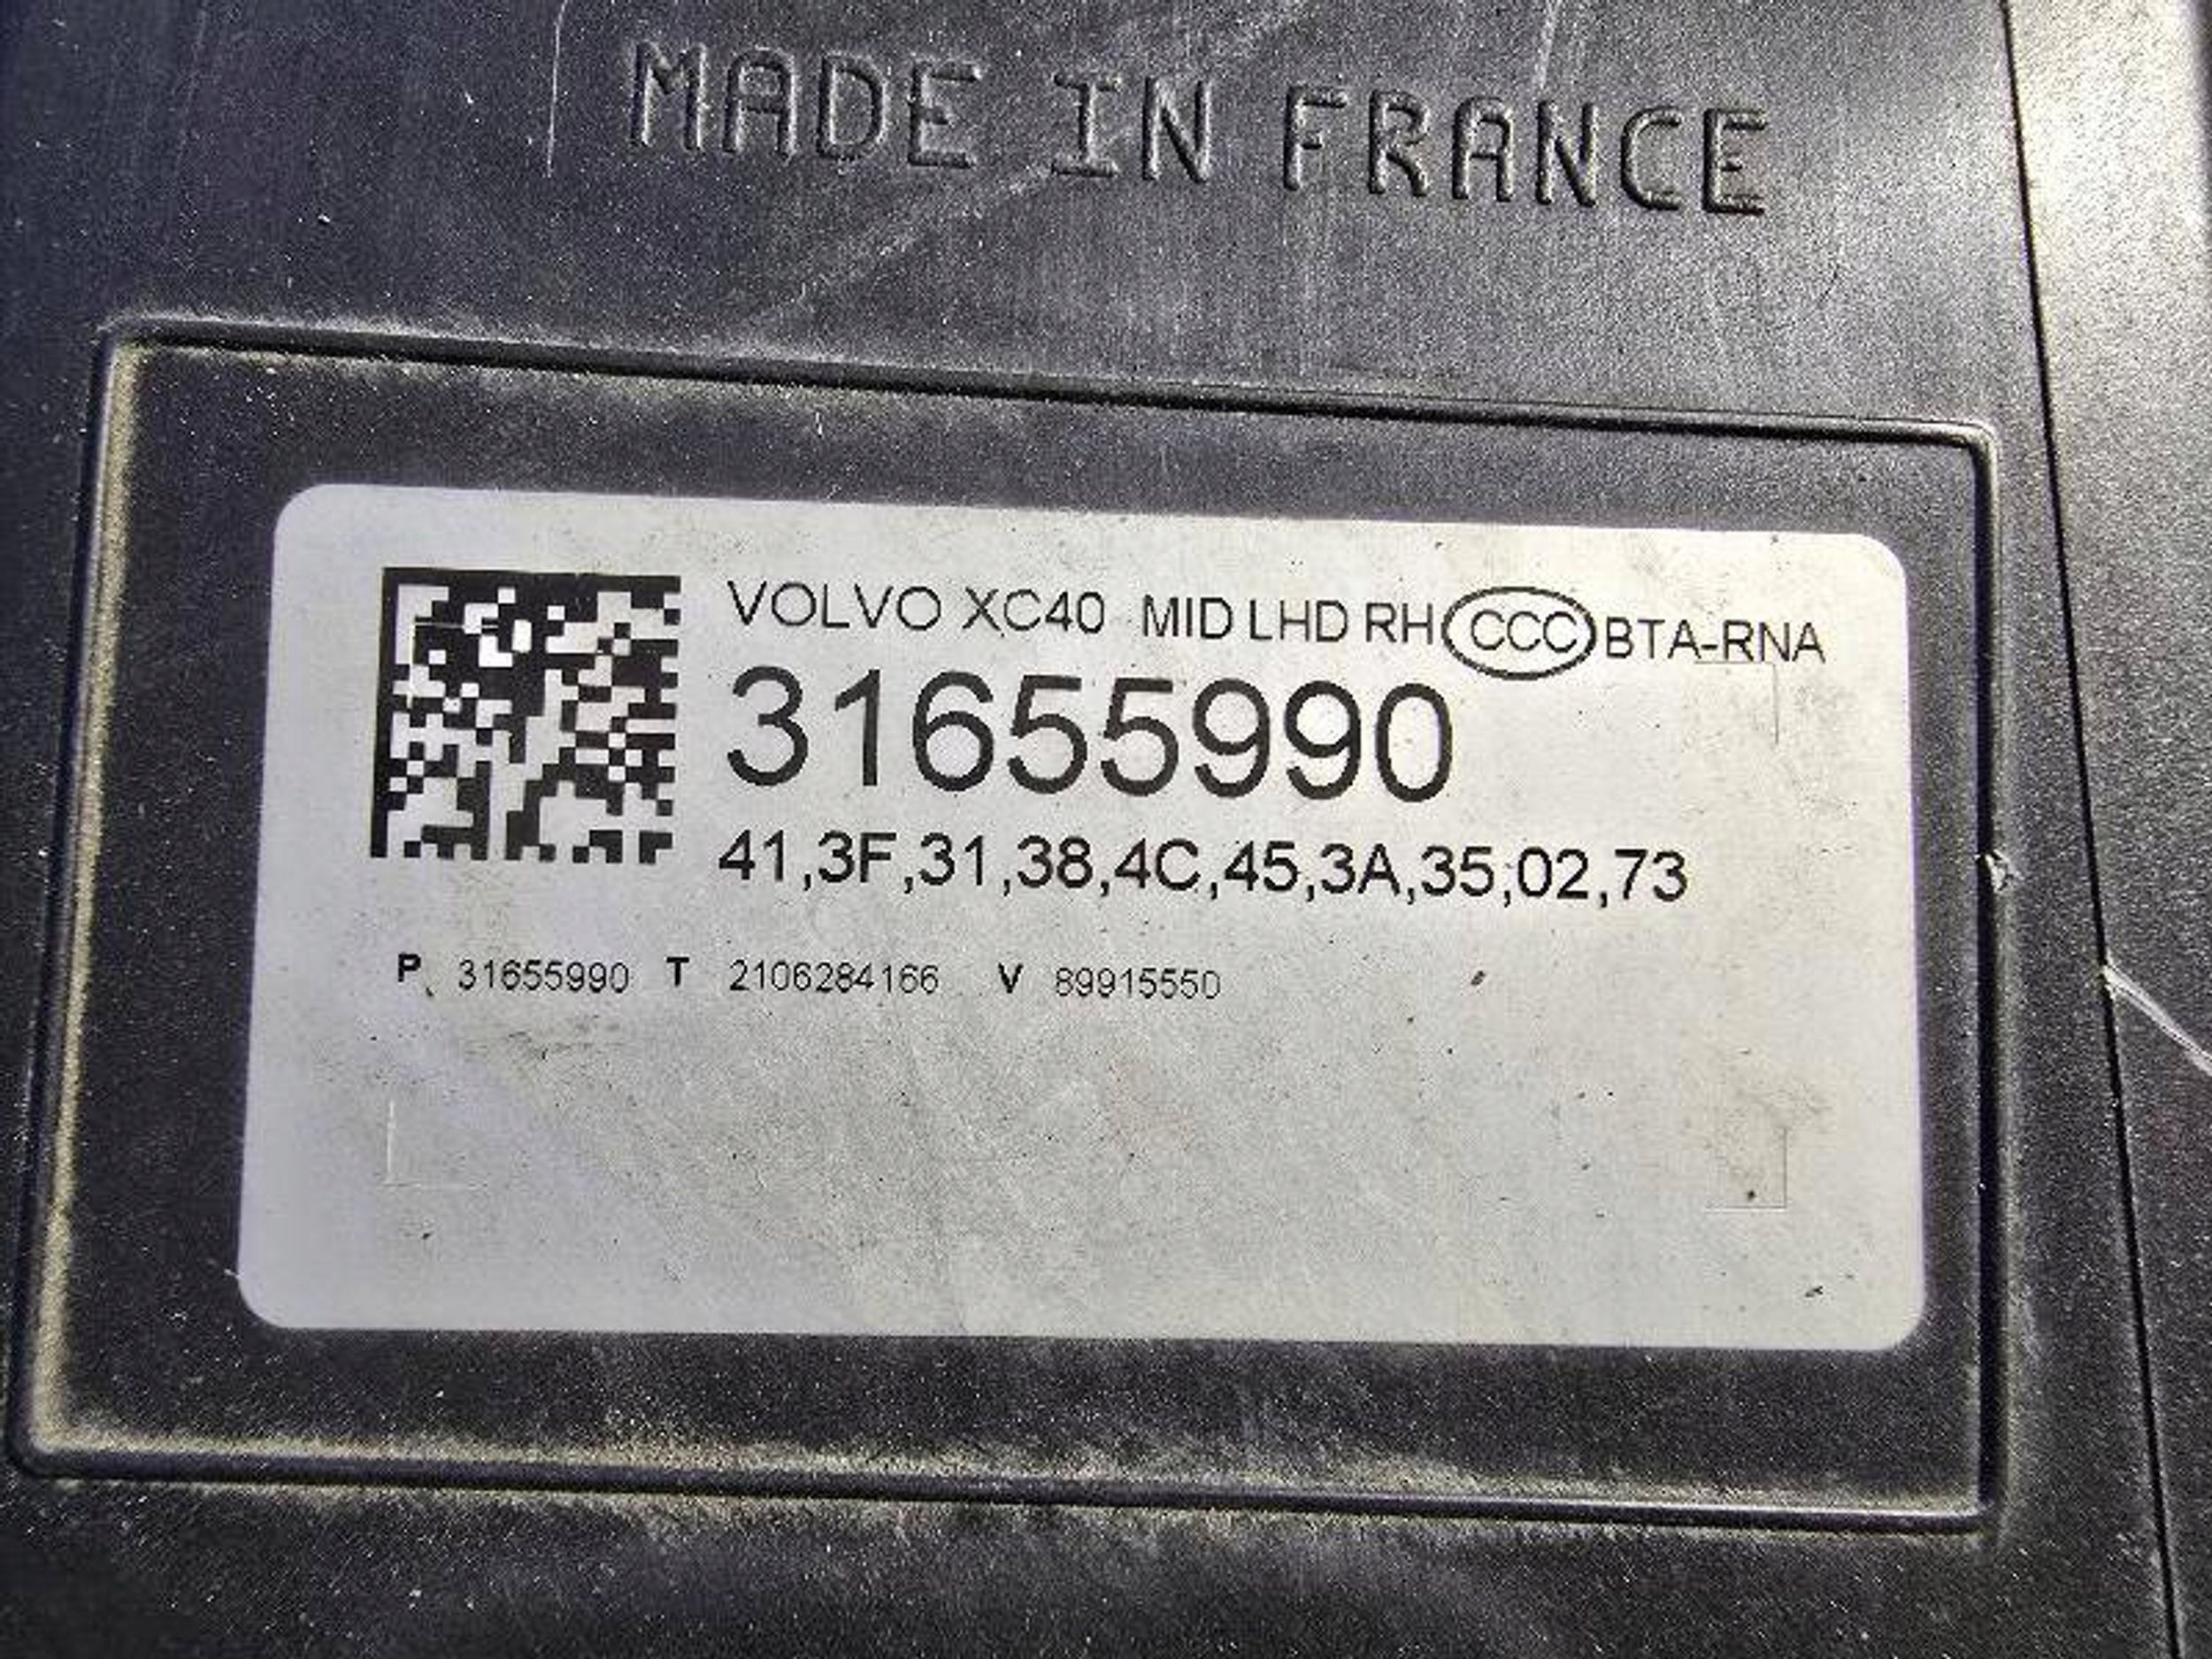 MADE IN FRANCE
VOLVO XC40 MID LHD RH CCC BTA-RNA
31655990
41,3F,31,38,4C,45,3A,35,02,73
P 31655990 T 2106284166 V 89915550